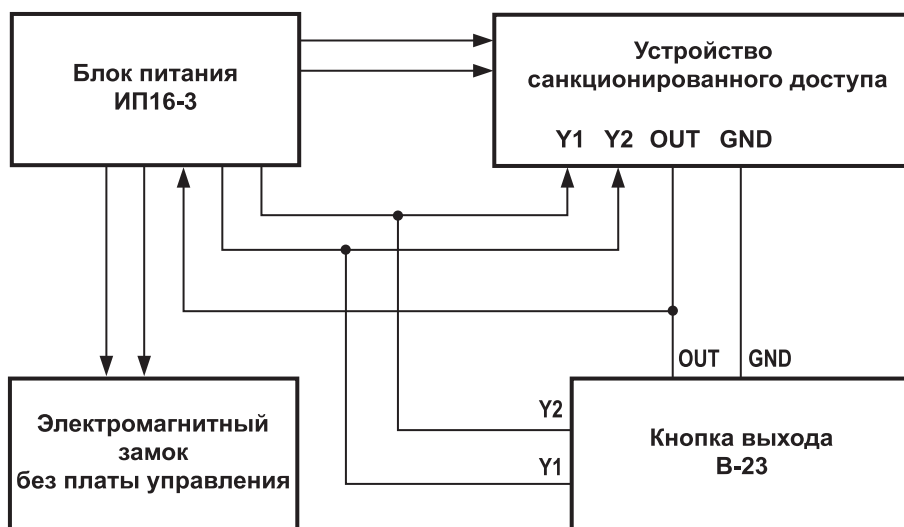 Блок питания
ИП16-3
Устройство
санкционированного доступа
Y1 Y2 OUT GND
OUT GND
Y2
Y1
Электромагнитный
замок
без платы управления
Кнопка выхода
В-23